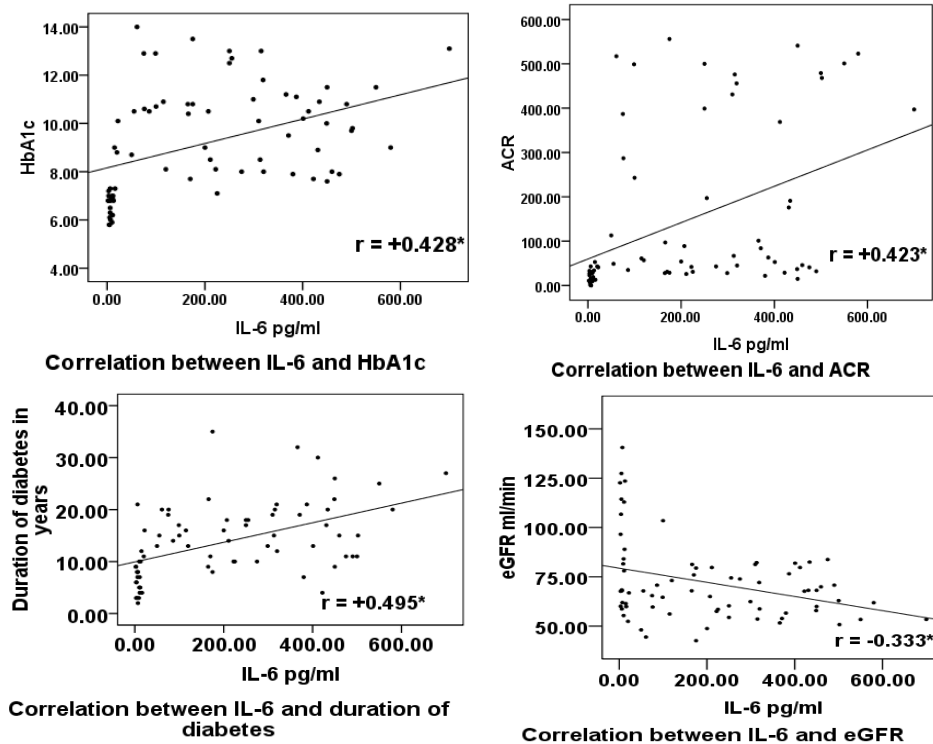 14.00
12.00
10.00
8.00
6.00
4.00
HbA1c
r = +0.428*
0.00 200.00 400.00 600.00
IL-6 pg/ml
Correlation between IL-6 and HbA1c
600.00
500.00
400.00
300.00
200.00
100.00
0.00
ACR
r = +0.423*
0.00 200.00 400.00 600.00
IL-6 pg/ml
Correlation between IL-6 and ACR
40.00
30.00
20.00
10.00
0.00
Duration of diabetes in
years
r = +0.495*
0.00 200.00 400.00 600.00
IL-6 pg/ml
Correlation between IL-6 and duration of
diabetes
150.00
125.00
100.00
75.00
50.00
eGFR ml/min
r = -0.333*
0.00 200.00 400.00 600.00
IL-6 pg/ml
Correlation between IL-6 and eGFR